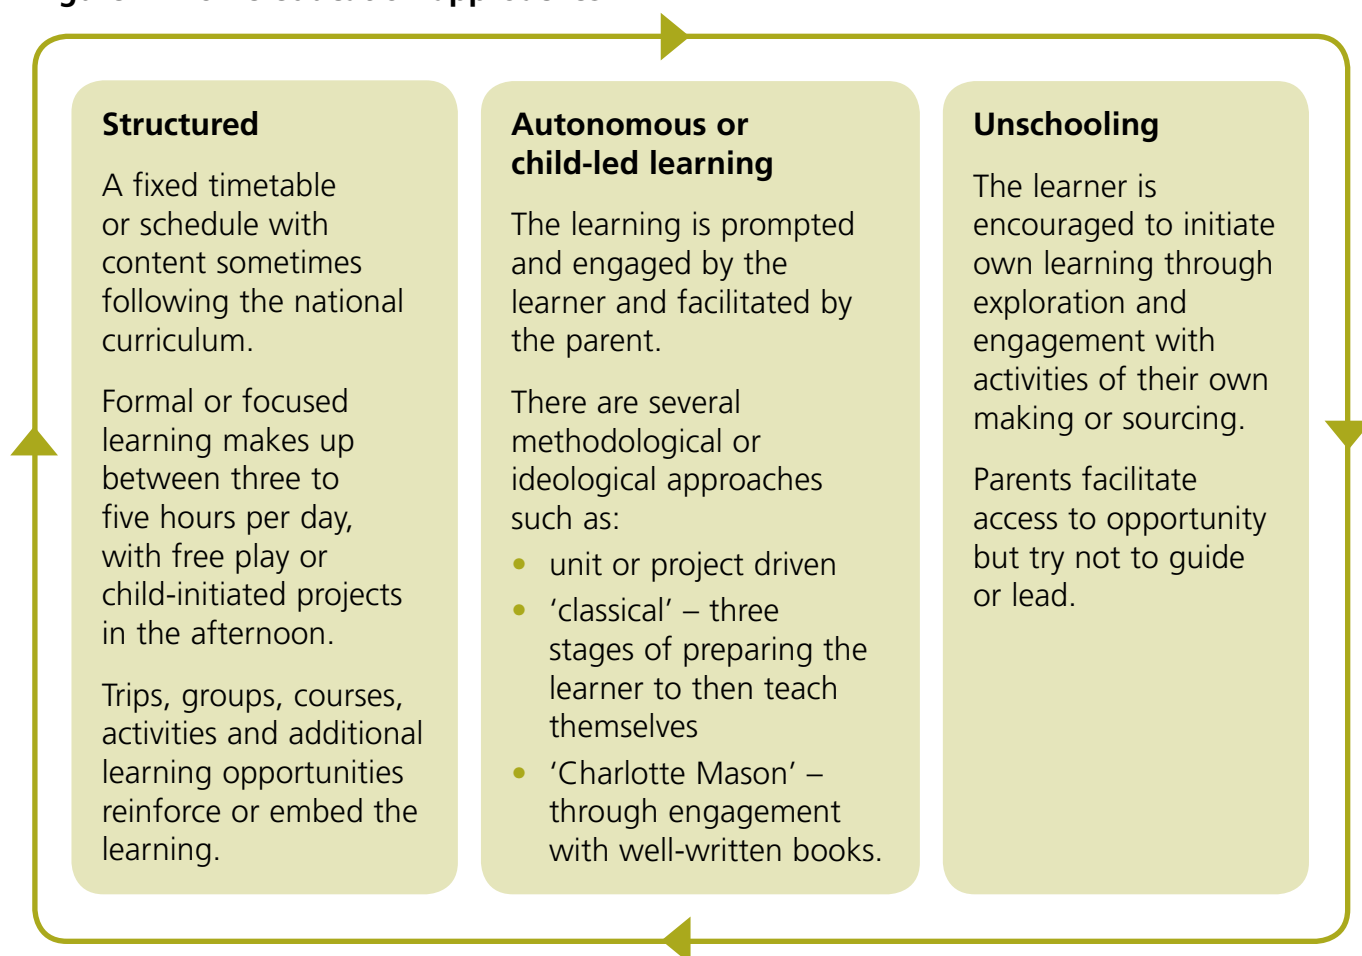 Structured
A fixed timetable
or schedule with
content sometimes
following the national
curriculum.
Formal or focused
learning makes up
between three to
five hours per day,
with free play or
child-initiated projects
in the afternoon.
Trips, groups, courses,
activities and additional
learning opportunities
reinforce or embed the
learning.
Autonomous or
child-led learning
The learning is prompted
and engaged by the
learner and facilitated by
the parent.
There are several
methodological or
ideological approaches
such as:
• unit or project driven
• ‘classical’ – three
stages of preparing the
learner to then teach
themselves
• ‘Charlotte Mason’ –
through engagement
with well-written books.
Unschooling
The learner is
encouraged to initiate
own learning through
exploration and
engagement with
activities of their own
making or sourcing.
Parents facilitate
access to opportunity
but try not to guide
or lead.